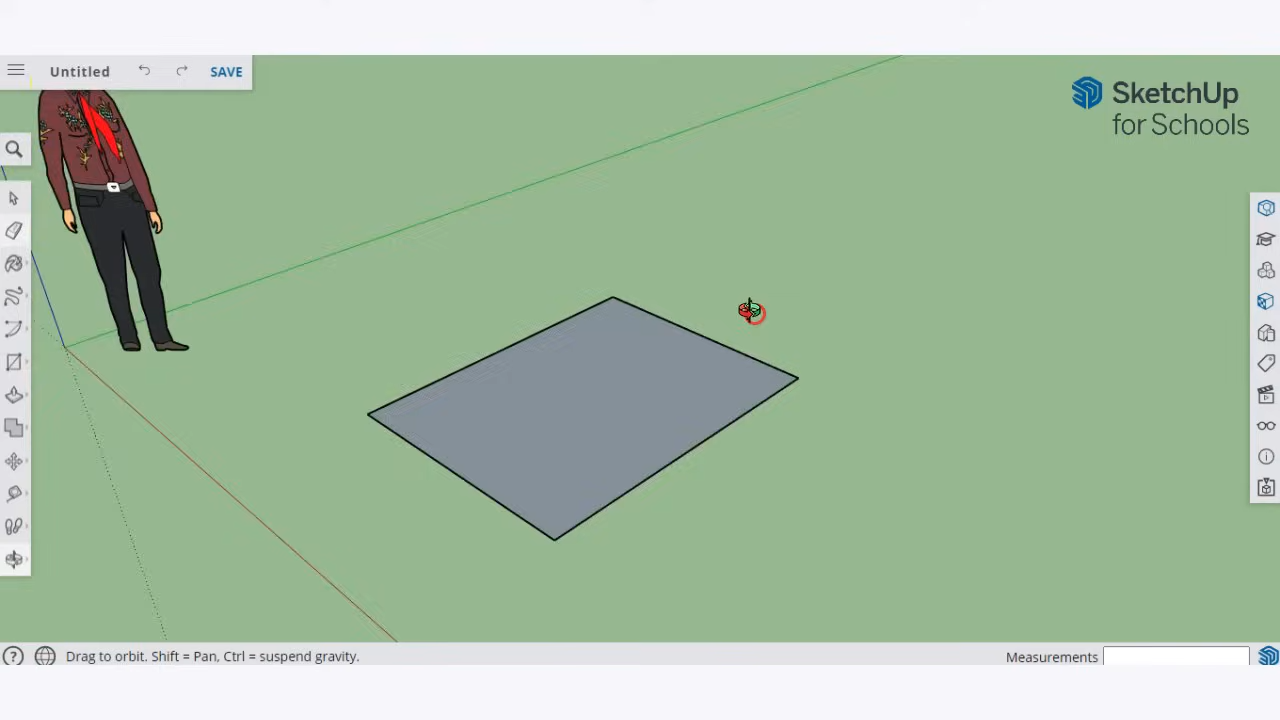 Untitled
SAVE
SketchUp
for Schools
Drag to orbit. Shift = Pan, Ctrl = suspend gravity.
Measurements